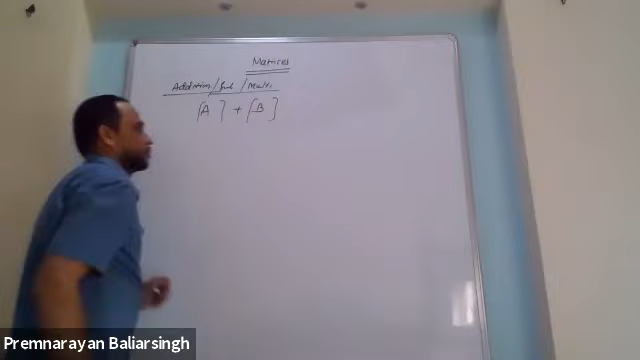 Matrices
Addition / Sub / Multi
[A] + [B]
Premnarayan Baliarsingh